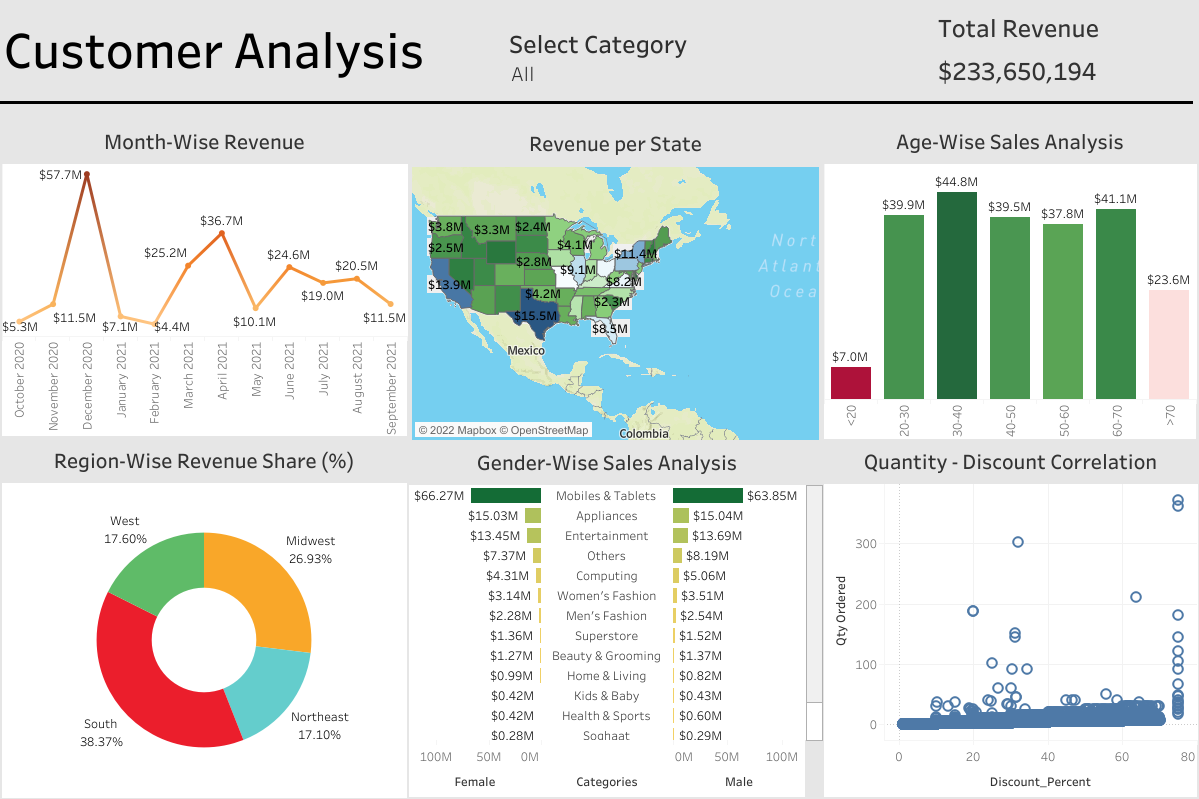 Customer Analysis
Select Category
All
Total Revenue
$233,650,194
Month-Wise Revenue
$57.7M
$36.7M
$25.2M
$24.6M
$20.5M
$19.0M
$11.5M
$11.5M
$10.1M
$5.3M
$7.1M
$4.4M
October 2020
November 2020
December 2020
January 2021
February 2021
March 2021
April 2021
May 2021
June 2021
July 2021
August 2021
September 2021
Revenue per State
$3.8M
$3.3M
$2.4M
$2.5M
$4.1M
$11.4M
$2.8M
$9.1M
$13.9M
$8.2M
$4.2M
$2.3M
$15.5M
$8.5M
Nort
Atlant
Ocea
Mexico
Colombia
© 2022 Mapbox © OpenStreetMap
Age-Wise Sales Analysis
$7.0M
$39.9M
$44.8M
$39.5M
$37.8M
$41.1M
$23.6M
<20
20-30
30-40
40-50
50-60
60-70
>70
Region-Wise Revenue Share (%)
West
17.60%
Midwest
26.93%
South
38.37%
Northeast
17.10%
Gender-Wise Sales Analysis
$66.27M Mobiles & Tablets $63.85M
$15.03M Appliances $15.04M
$13.45M Entertainment $13.69M
$7.37M Others $8.19M
$4.31M Computing $5.06M
$3.14M Women's Fashion $3.51M
$2.28M Men's Fashion $2.54M
$1.36M Superstore $1.52M
$1.27M Beauty & Grooming $1.37M
$0.99M Home & Living $0.82M
$0.42M Kids & Baby $0.43M
$0.42M Health & Sports $0.60M
$0.28M Soghaat $0.29M
100M 50M 0M 0M 50M 100M
Female Categories Male
Quantity - Discount Correlation
Qty Ordered
300
200
100
0
0 20 40 60 80
Discount_Percent